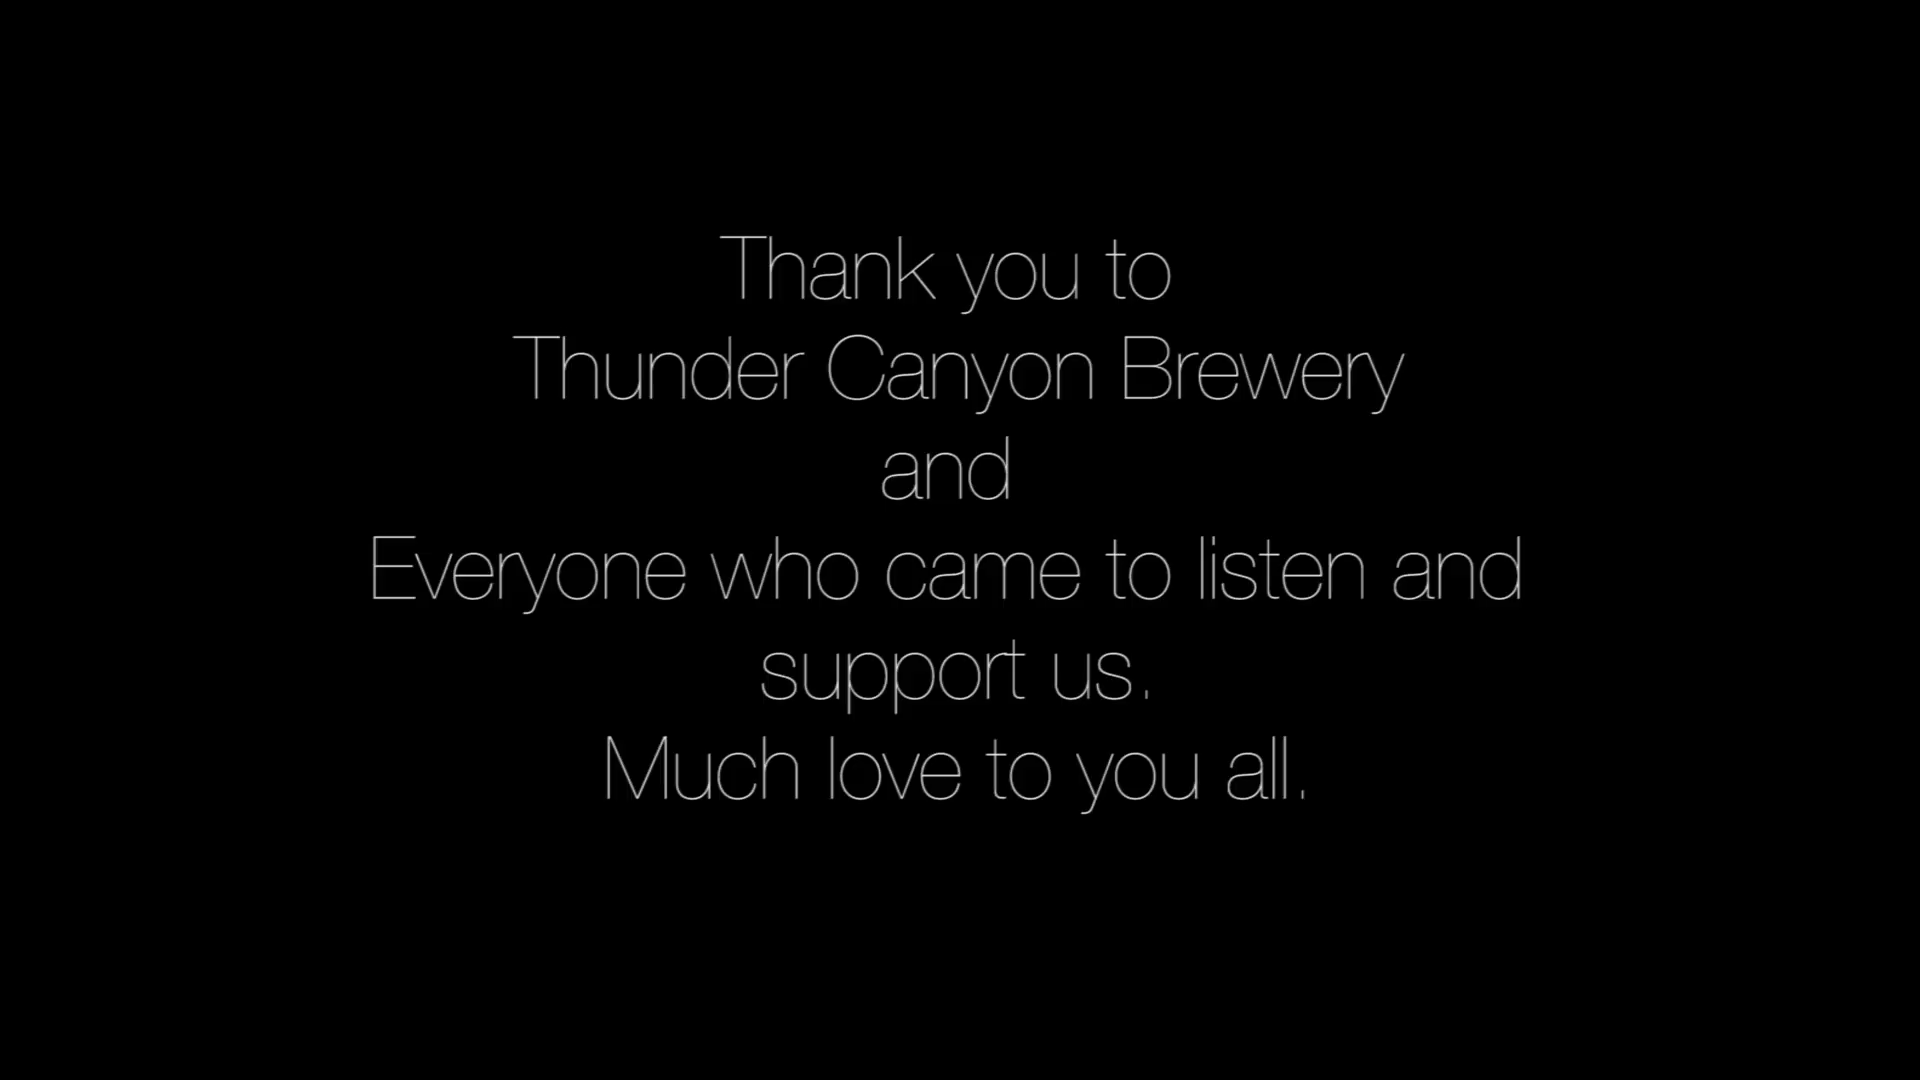 Thank you to
Thunder Canyon Brewery
and
Everyone who came to listen and
support us.
Much love to you all.